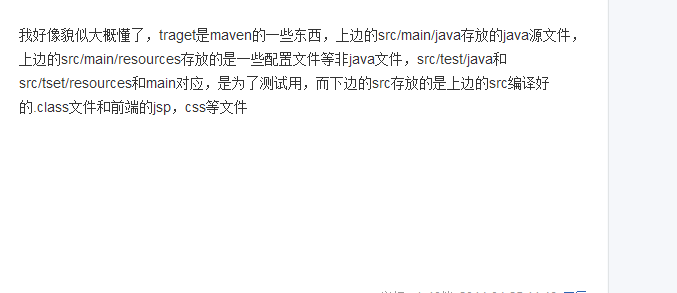 我好像貌似大概懂了，traget是maven的一些东西，上边的src/main/java存放的java源文件，
上边的src/main/resources存放的是一些配置文件等非java文件，src/test/java和
src/tset/resources和main对应，是为了测试用，而下边的src存放的是上边的src编译好
的.class文件和前端的jsp，css等文件